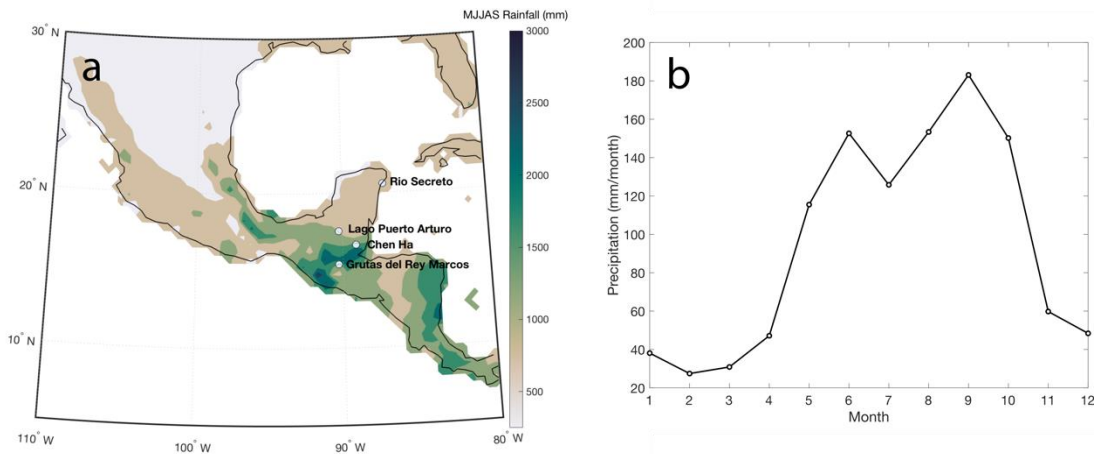 MJJAS Rainfall (mm)
a
30° N
20° N
10° N
110° W
100° W
90° W
80° W
Rio Secreto
Lago Puerto Arturo
Chen Ha
Grutas del Rey Marcos
3000
2500
2000
1500
1000
500
b
Precipitation (mm/month)
200
180
160
140
120
100
80
60
40
20
1 2 3 4 5 6 7 8 9 10 11 12
Month